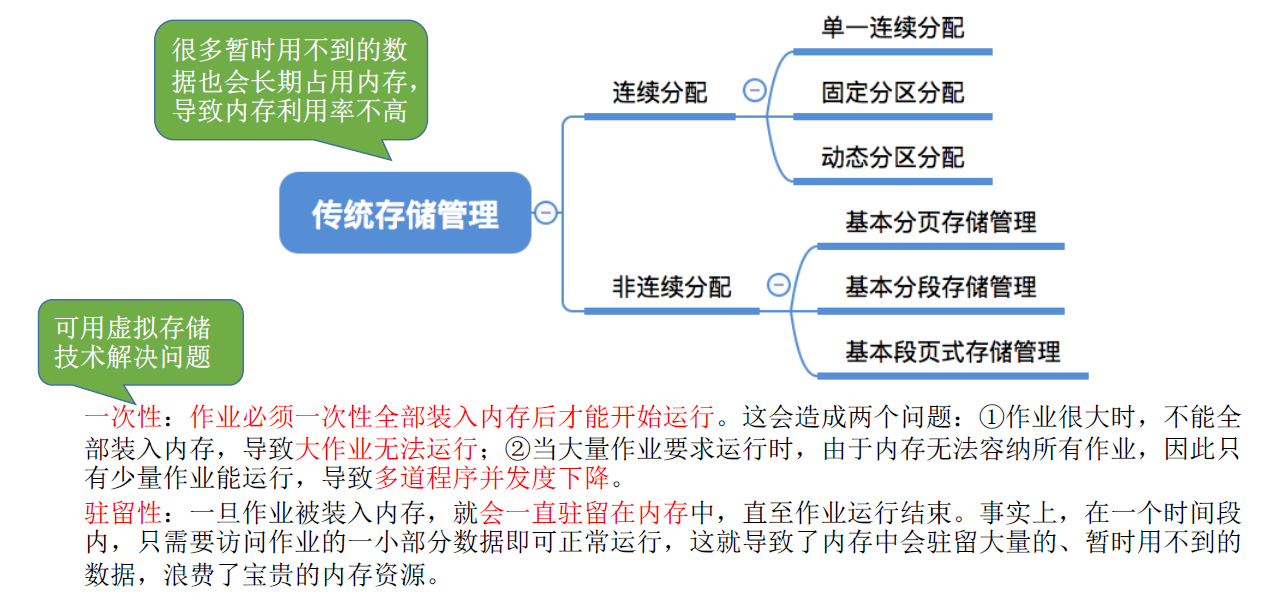 很多暂时用不到的数
据也会长期占用内存，
导致内存利用率不高
传统存储管理
连续分配
单一连续分配
固定分区分配
动态分区分配
非连续分配
基本分页存储管理
基本分段存储管理
基本段页式存储管理
可用虚拟存储
技术解决问题
一次性：作业必须一次性全部装入内存后才能开始运行。这会造成两个问题：①作业很大时，不能全
部装入内存，导致大作业无法运行；②当大量作业要求运行时，由于内存无法容纳所有作业，因此只
有少量作业能运行，导致多道程序并发度下降。
驻留性：一旦作业被装入内存，就会一直驻留在内存中，直至作业运行结束。事实上，在一个时间段
内，只需要访问作业的一小部分数据即可正常运行，这就导致了内存中会驻留大量的、暂时用不到的
数据，浪费了宝贵的内存资源。